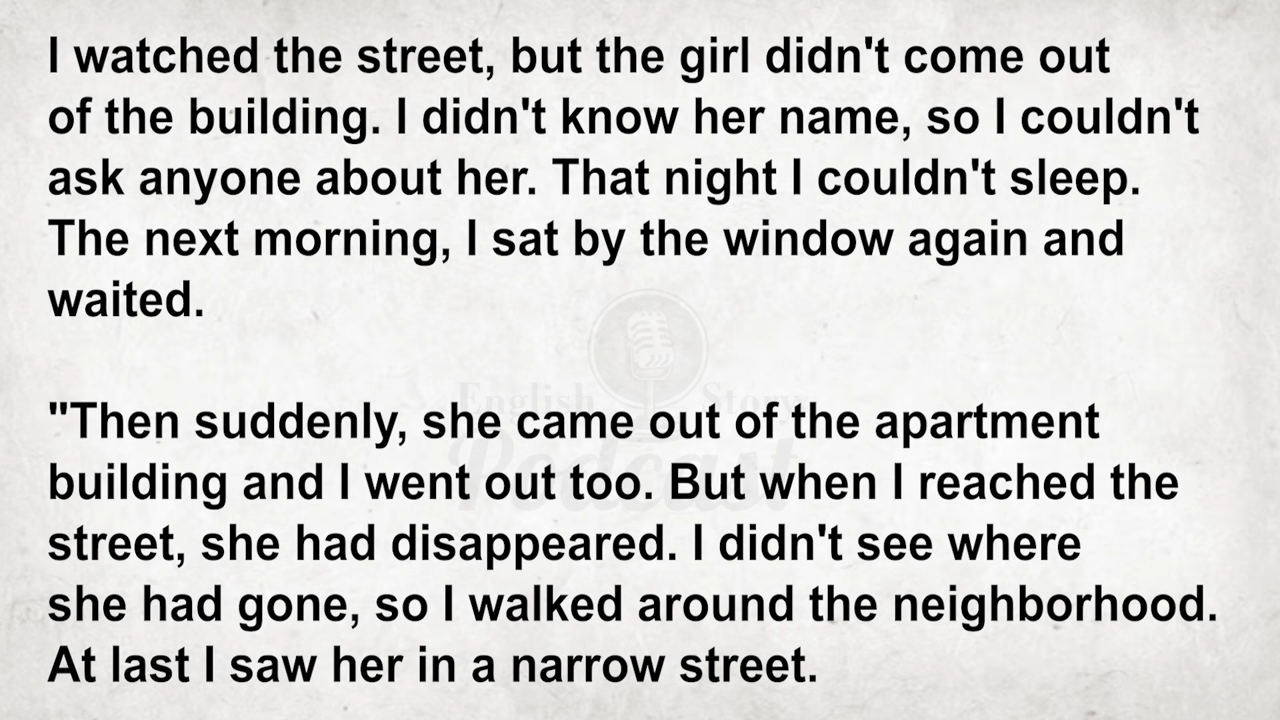 I watched the street, but the girl didn't come out
of the building. I didn't know her name, so I couldn't
ask anyone about her. That night I couldn't sleep.
The next morning, I sat by the window again and
waited.
"Then suddenly, she came out of the apartment
English Story
building and I went out too. But when I reached the
Podcast
street, she had disappeared. I didn't see where
she had gone, so I walked around the neighborhood.
At last I saw her in a narrow street.